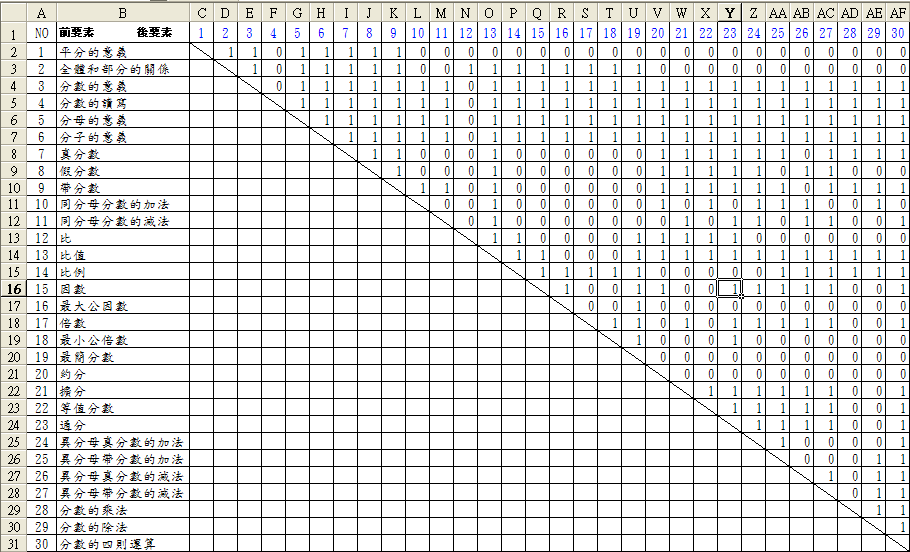 A B C D E F G H I J K L M N O P Q R S T U V W X Y Z AA AB AC AD AE AF
1 NO 前要素 後要素 1 2 3 4 5 6 7 8 9 10 11 12 13 14 15 16 17 18 19 20 21 22 23 24 25 26 27 28 29 30
2 1 平分的意義 1 1 0 1 1 1 1 1 0 0 0 0 0 0 0 0 0 0 0 0 0 0 0 0 0 0 0 0 0
3 2 全體和部分的關係 1 0 1 1 1 1 1 0 0 1 1 1 1 1 1 1 1 0 0 0 0 0 0 0 0 0 0 0
4 3 分數的意義 0 1 1 1 1 1 1 1 0 1 1 1 1 1 1 1 1 1 1 1 1 1 1 1 1 1 1
5 4 分數的讀寫 1 1 1 1 1 1 1 0 1 1 1 1 1 1 1 1 1 1 1 1 1 1 1 1 1 1
6 5 分母的意義 1 1 1 1 1 1 0 1 1 1 1 1 1 1 1 1 1 1 1 1 1 1 1 1 1
7 6 分子的意義 1 1 1 1 1 0 1 1 1 1 1 1 1 1 1 1 1 1 1 1 1 1 1 1
8 7 真分數 1 1 0 0 0 1 0 0 0 0 0 0 1 1 1 1 1 1 1 0 1 1 1
9 8 假分數 1 0 0 0 1 0 0 0 0 0 0 1 1 1 1 0 1 0 1 1 0 0
10 9 帶分數 1 1 0 1 0 0 0 0 0 0 1 1 1 1 0 1 0 1 1 1 1
11 10 同分母分數的加法 0 0 1 0 0 0 0 0 0 1 0 1 0 1 1 0 0 1 1 1
12 11 同分母分數的減法 0 1 0 0 0 0 0 0 0 1 1 1 0 0 1 1 0 1 1
13 12 比 1 1 0 0 0 0 1 1 1 1 1 0 0 0 0 0 0 0
14 13 比值 1 1 0 0 0 1 1 1 1 1 0 1 1 1 1 1 1
15 14 比例 1 1 1 1 1 0 0 0 0 0 1 1 1 1 1 1
16 15 因數 1 0 0 1 1 0 0 1 1 1 1 1 0 0 1
17 16 最大公因數 0 0 1 0 0 0 0 0 0 0 0 0 0 0
18 17 倍數 1 1 0 1 0 1 1 1 1 1 0 0 1
19 18 最小公倍數 1 0 0 0 1 0 0 0 0 0 0 1
20 19 最簡分數 0 0 0 0 0 0 0 0 0 0 0
21 20 約分 0 0 0 0 0 0 0 0 0 0
22 21 擴分 1 1 1 1 1 1 0 0 1
23 22 等值分數 1 1 1 1 1 0 0 1
24 23 通分 1 1 1 1 0 0 1
25 24 異分母真分數的加法 1 0 0 0 1 1
26 25 異分母帶分數的加法 0 0 0 1 1
27 26 異分母真分數的減法 1 0 1 1
28 27 異分母帶分數的減法 0 1 1
29 28 分數的乘法 1 1
30 29 分數的除法 1
31 30 分數的四則運算